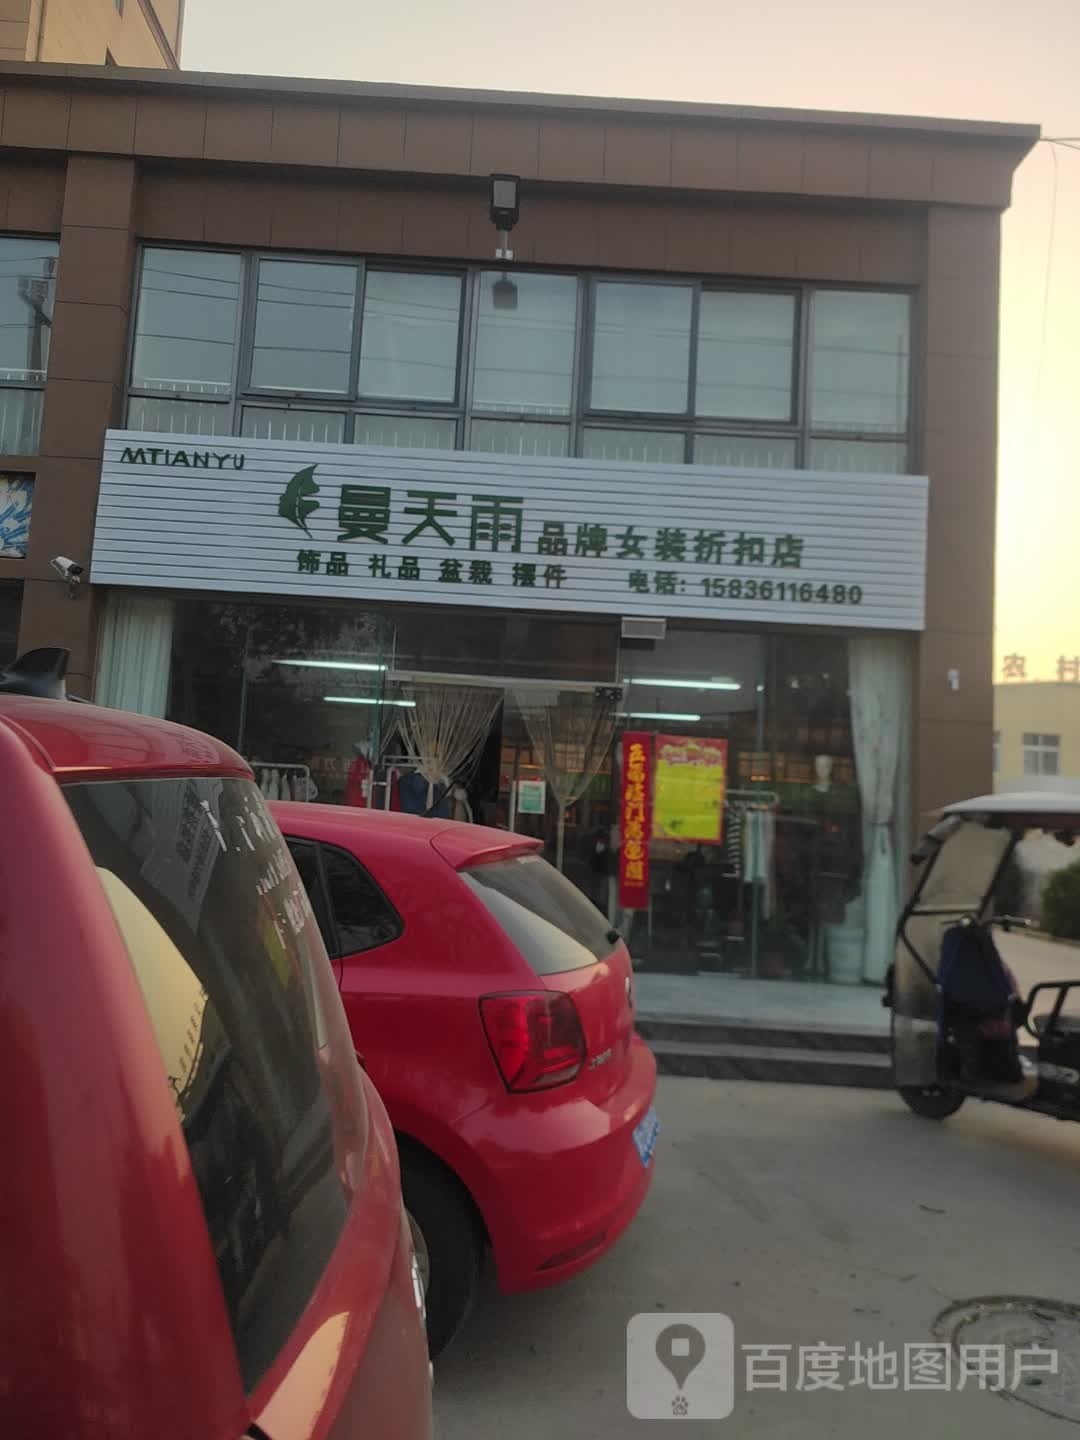 MTIANYU
曼天雨 品牌女装折扣店
饰品 礼品 盆栽 摆件 电话: 15836116480
农 村
百度地图用户